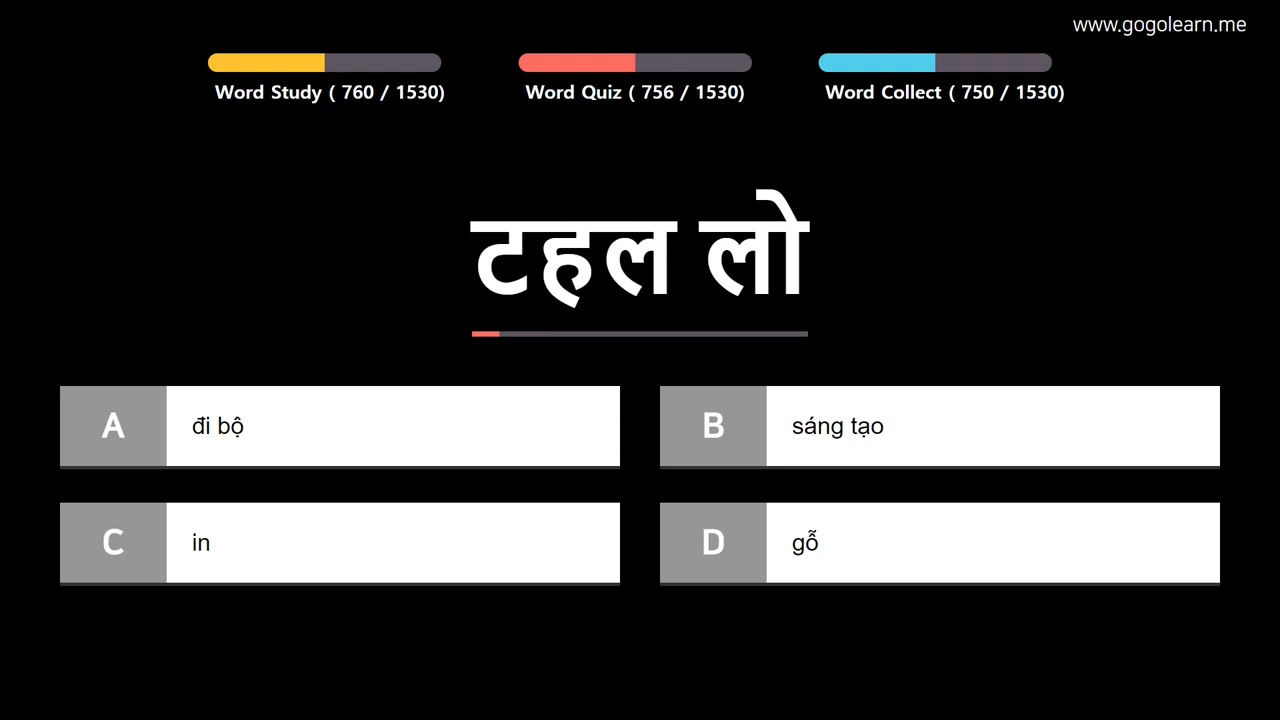 www.gogolearn.me
Word Study ( 760 / 1530)
Word Quiz ( 756 / 1530)
Word Collect ( 750 / 1530)
टहल लो
A đi bộ
B sáng tạo
C in
D gỗ